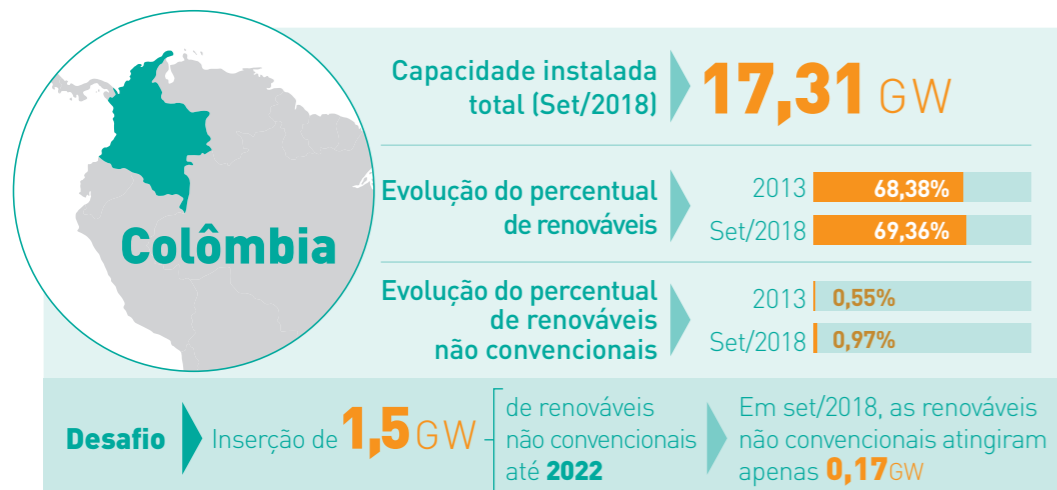 Colômbia
Capacidade instalada
total (Set/2018)
17,31 GW
Evolução do percentual
de renováveis
2013
68,38%
Set/2018
69,36%
Evolução do percentual
de renováveis
não convencionais
2013
0,55%
Set/2018
0,97%
Desafio
Inserção de 1,5 GW
de renováveis
não convencionais
até 2022
Em set/2018, as renováveis
não convencionais atingiram
apenas 0,17GW